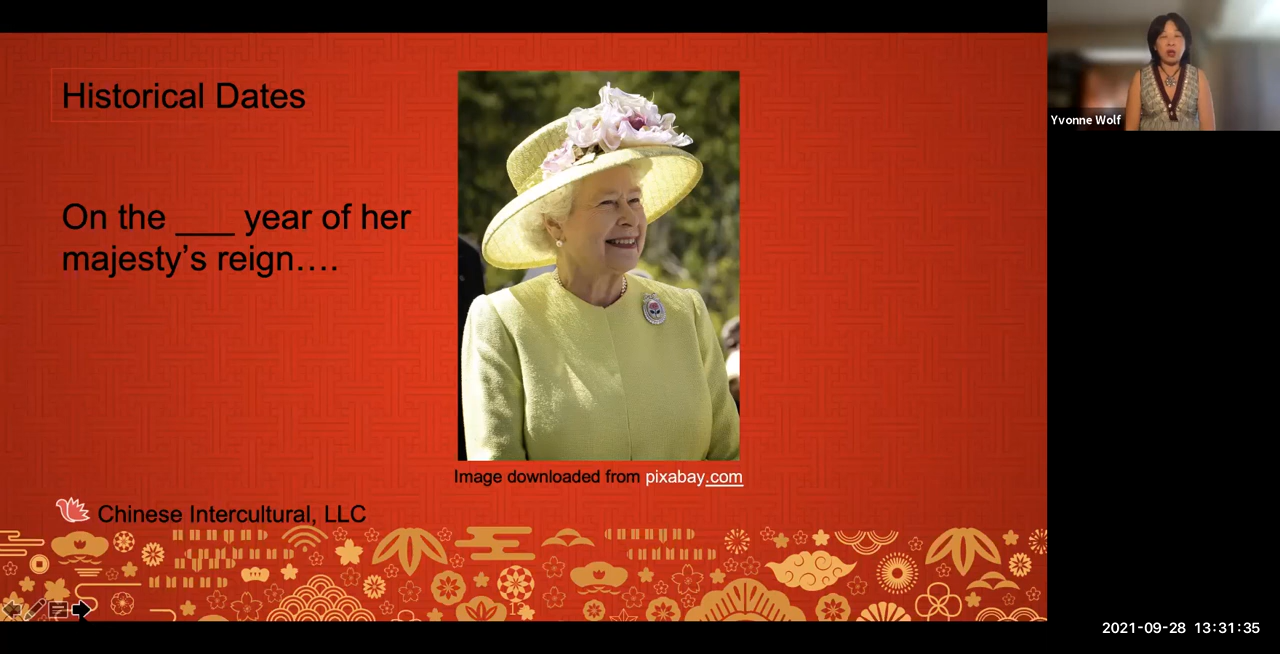 Historical Dates
On the ___ year of her
majesty’s reign….
Image downloaded from pixabay.com
Chinese Intercultural, LLC
Yvonne Wolf
2021-09-28 13:31:35